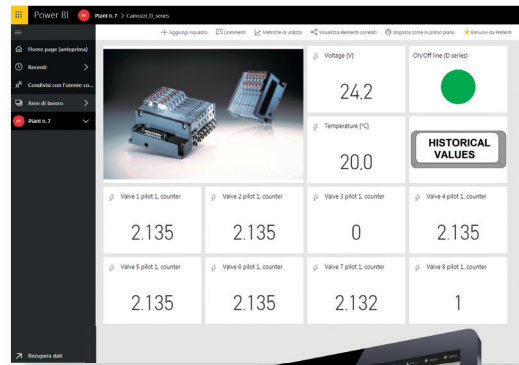 Power BI
P7
Plant n. 7 > Camozzi_D_series
Aggiungi riquadro
Commenti
Metriche di utilizzo
Visualizza elementi correlati
Imposta come in primo piano
Rimuovi da Preferiti
Home page (anteprima)
Recenti
Condivisi con l'utente co...
Aree di lavoro
Plant n. 7
Voltage [V]
24,2
On/Off line (D series)
Temperature [°C]
20,0
HISTORICAL
VALUES
Valve 1 pilot 1, counter
2.135
Valve 2 pilot 1, counter
2.135
Valve 3 pilot 1, counter
0
Valve 4 pilot 1, counter
2.135
Valve 5 pilot 1, counter
2.135
Valve 6 pilot 1, counter
2.135
Valve 7 pilot 1, counter
2.132
Valve 8 pilot 1, counter
1
Recupera dati